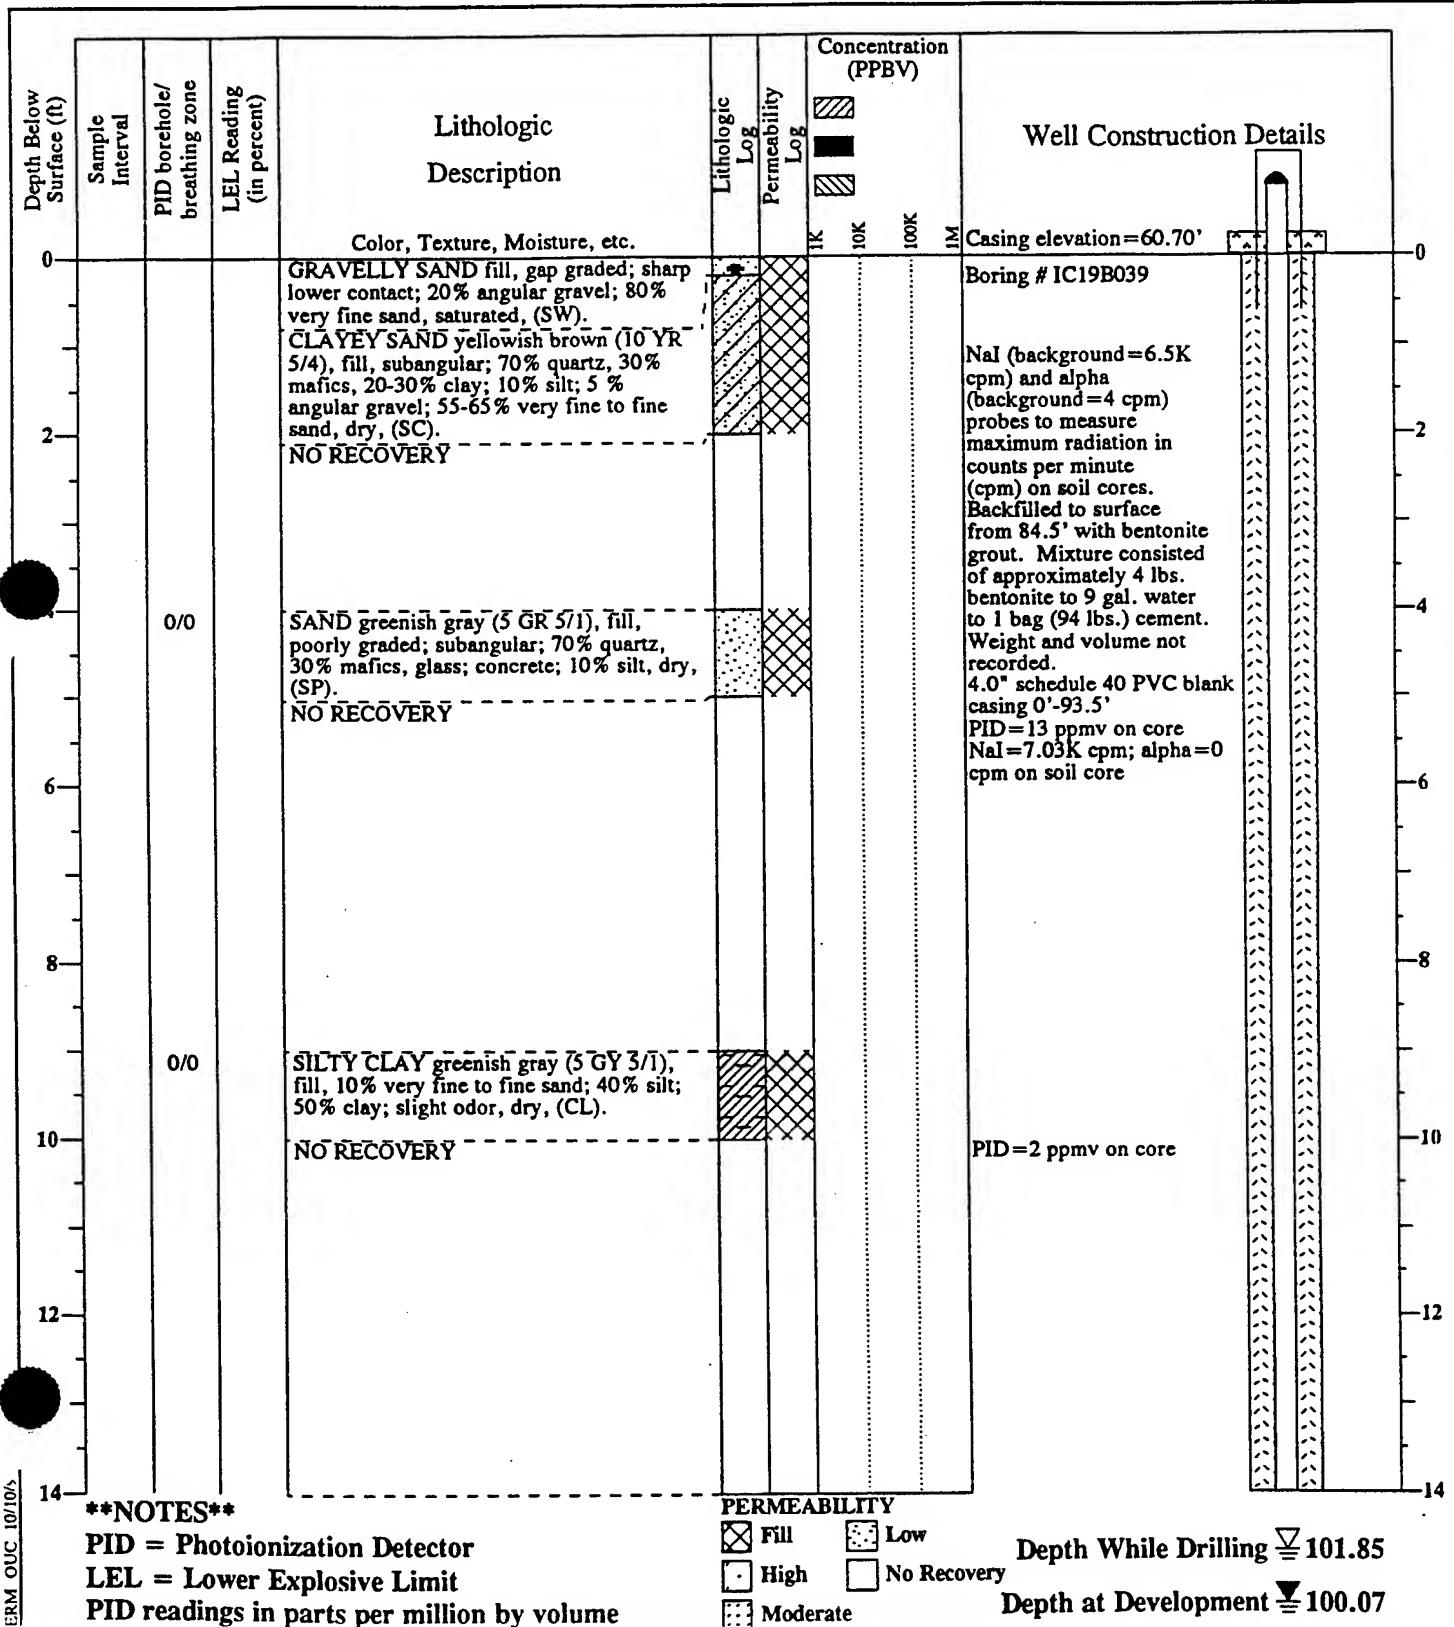 Depth Below
Surface (ft)
Sample
Interval
PID borehole/
breathing zone
LEL Reading
(in percent)
Lithologic
Description
Color, Texture, Moisture, etc.
Lithologic
Log
Permeability
Log
Concentration
(PPBV)
1K
10K
100K
1M
Well Construction Details
Casing elevation=60.70'
0
0
GRAVELLY SAND fill, gap graded; sharp
lower contact; 20% angular gravel; 80%
very fine sand, saturated, (SW).
CLAYEY SAND yellowish brown (10 YR
5/4), fill, subangular; 70% quartz, 30%
mafics, 20-30% clay; 10% silt; 5 %
angular gravel; 55-65% very fine to fine
sand, dry, (SC).
NO RECOVERY
Boring # IC19B039
NaI (background=6.5K
cpm) and alpha
(background=4 cpm)
probes to measure
maximum radiation in
counts per minute
(cpm) on soil cores.
Backfilled to surface
from 84.5' with bentonite
grout. Mixture consisted
of approximately 4 lbs.
bentonite to 9 gal. water
to 1 bag (94 lbs.) cement.
Weight and volume not
recorded.
4.0" schedule 40 PVC blank
casing 0'-93.5'
PID=13 ppmv on core
NaI=7.03K cpm; alpha=0
cpm on soil core
2
2
4
0/0
SAND greenish gray (5 GR 5/1), fill,
poorly graded; subangular; 70% quartz,
30% mafics, glass; concrete; 10% silt, dry,
(SP).
NO RECOVERY
6
6
8
8
0/0
SILTY CLAY greenish gray (5 GY 5/1),
fill, 10% very fine to fine sand; 40% silt;
50% clay; slight odor, dry, (CL).
10
NO RECOVERY
PID=2 ppmv on core
10
12
12
14
14
**NOTES**
PID = Photoionization Detector
LEL = Lower Explosive Limit
PID readings in parts per million by volume
PERMEABILITY
Fill
Low
High
No Recovery
Moderate
Depth While Drilling 101.85
Depth at Development 100.07
ERM OUC